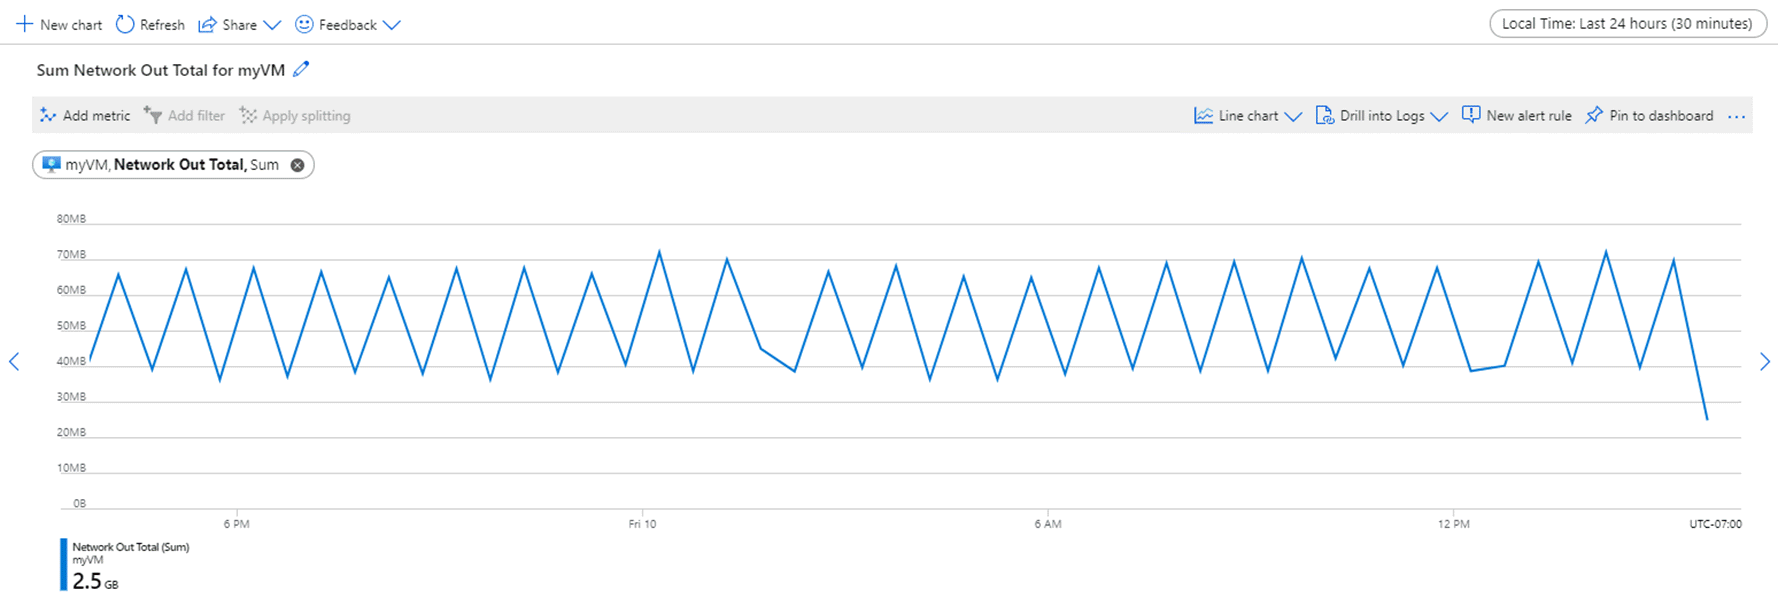 New chart Refresh Share Feedback Local Time: Last 24 hours (30 minutes)
Sum Network Out Total for myVM
Add metric Add filter Apply splitting Line chart Drill into Logs New alert rule Pin to dashboard ...
myVM, Network Out Total, Sum
80MB
70MB
60MB
50MB
40MB
30MB
20MB
10MB
0B
6 PM Fri 10 6 AM 12 PM UTC-07:00
Network Out Total (Sum)
myVM
2.5 GB